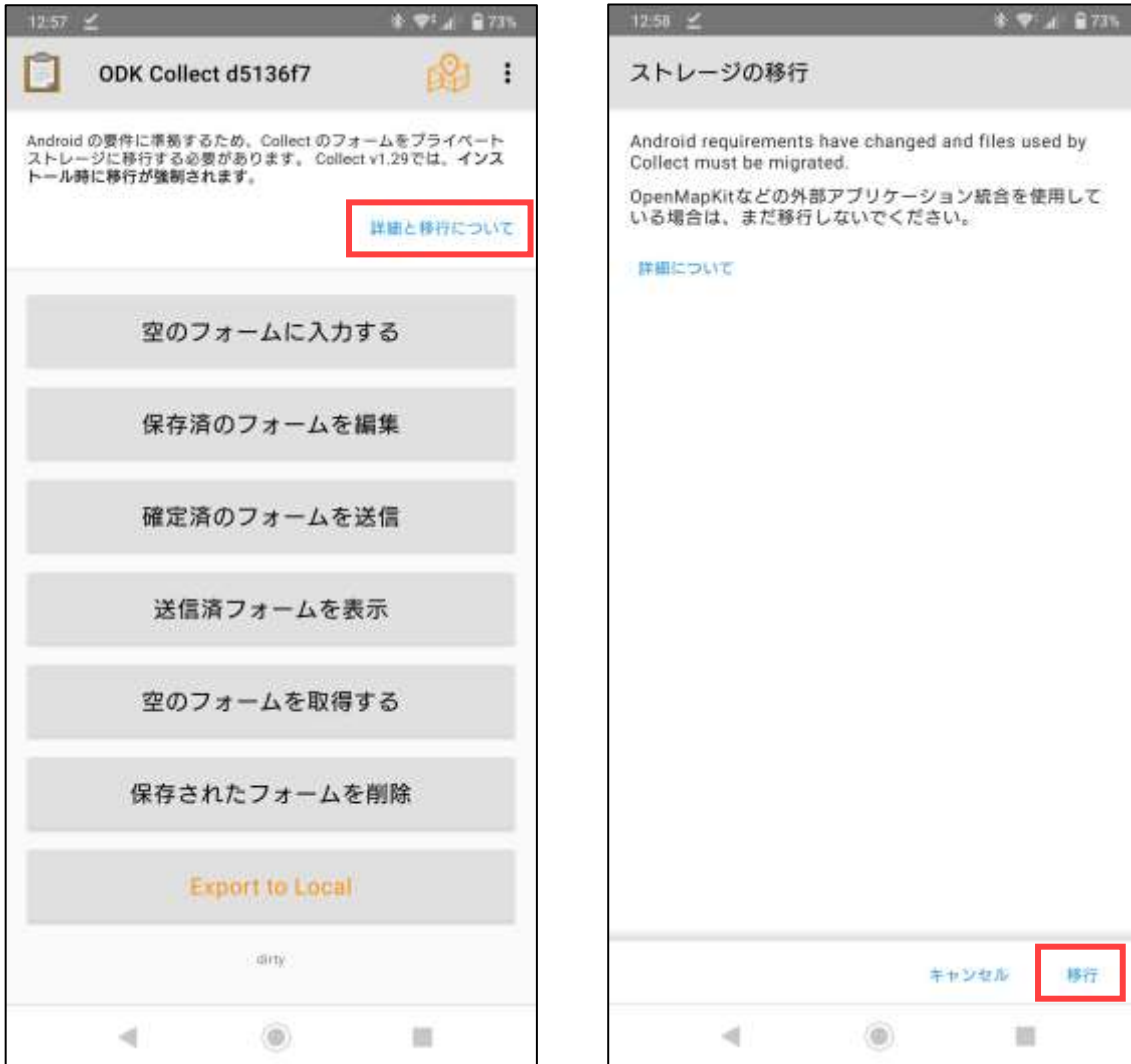 12:57
73%
ODK Collect d5136f7
Android の要件に準拠するため、Collect のフォームをプライベート
ストレージに移行する必要があります。 Collect v1.29では、インス
トール時に移行が強制されます。
詳細と移行について
空のフォームに入力する
保存済のフォームを編集
確定済のフォームを送信
送信済フォームを表示
空のフォームを取得する
保存されたフォームを削除
Export to Local
dirty
12:58
73%
ストレージの移行
Android requirements have changed and files used by
Collect must be migrated.
OpenMapKitなどの外部アプリケーション統合を使用して
いる場合は、まだ移行しないでください。
詳細について
キャンセル
移行